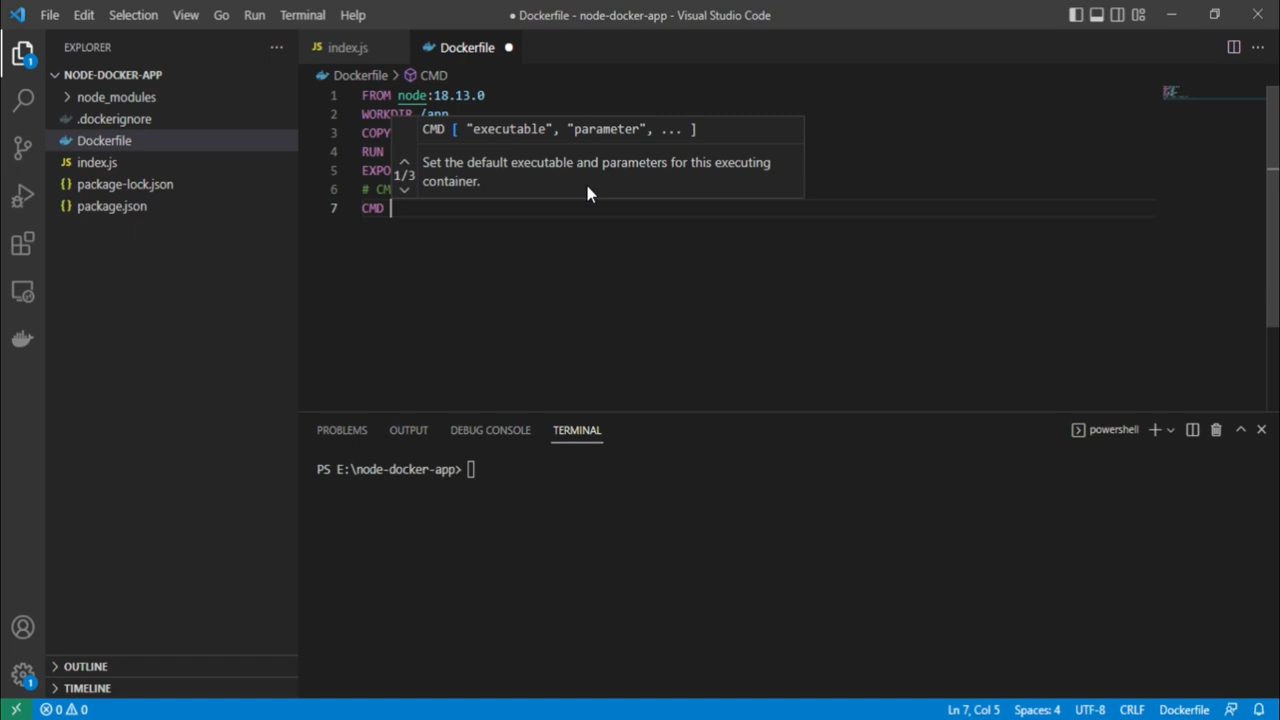 File Edit Selection View Go Run Terminal Help
● Dockerfile - node-docker-app - Visual Studio Code
EXPLORER
NODE-DOCKER-APP
node_modules
.dockerignore
Dockerfile
JS index.js
{} package-lock.json
{} package.json
OUTLINE
TIMELINE
JS index.js
Dockerfile
Dockerfile > CMD
1 FROM node:18.13.0
2 WORKDIR /app
3 COPY
4 RUN
5 EXPO
6 # CM
7 CMD
CMD [ "executable", "parameter", ... ]
1/3
Set the default executable and parameters for this executing
container.
PROBLEMS OUTPUT DEBUG CONSOLE TERMINAL
powershell
PS E:\node-docker-app>
1
1
0 0
Ln 7, Col 5 Spaces: 4 UTF-8 CRLF Dockerfile